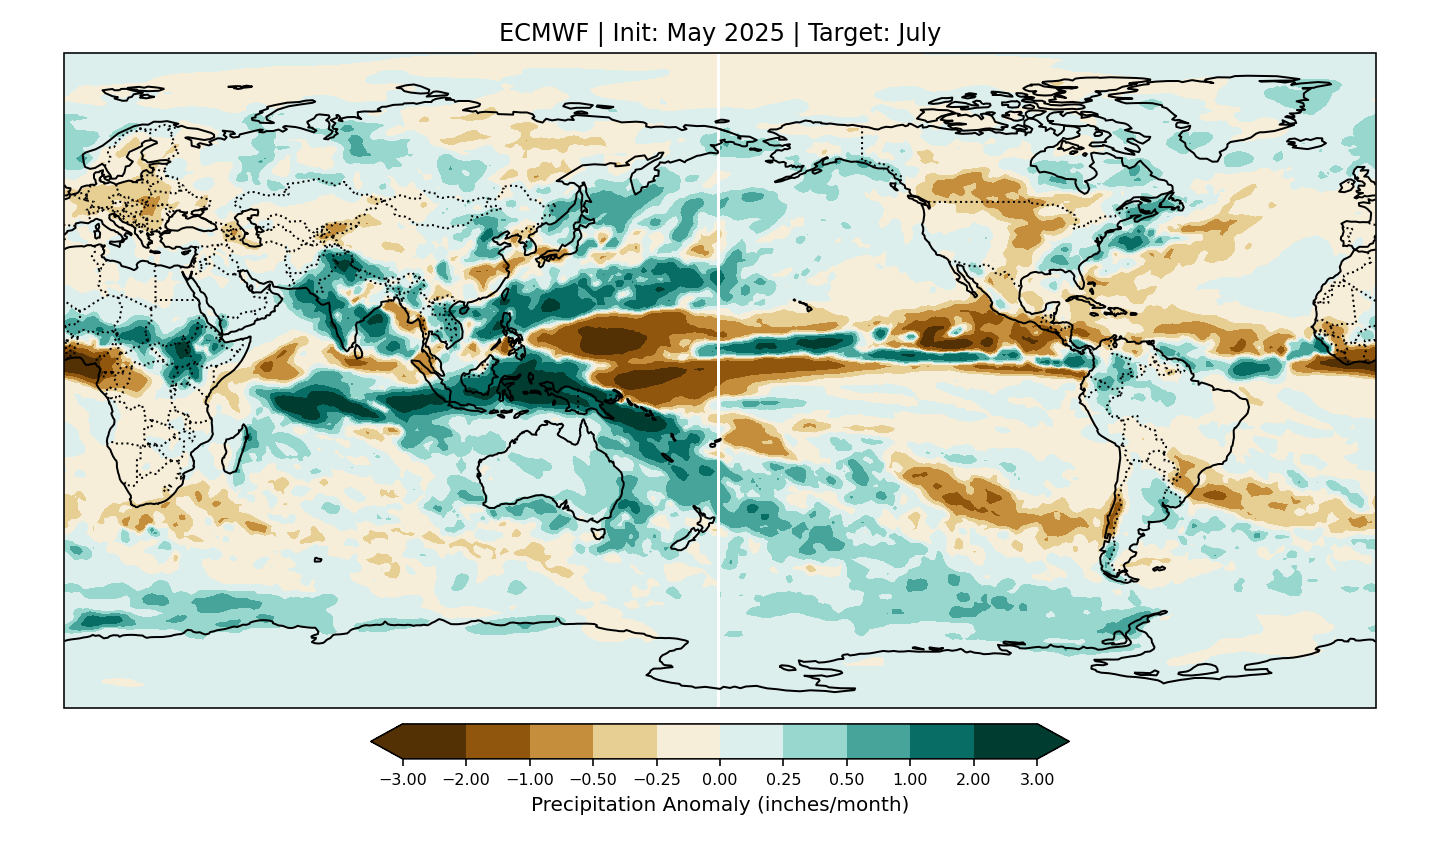 ECMWF | Init: May 2025 | Target: July
−3.00 −2.00 −1.00 −0.50 −0.25 0.00 0.25 0.50 1.00 2.00 3.00
Precipitation Anomaly (inches/month)